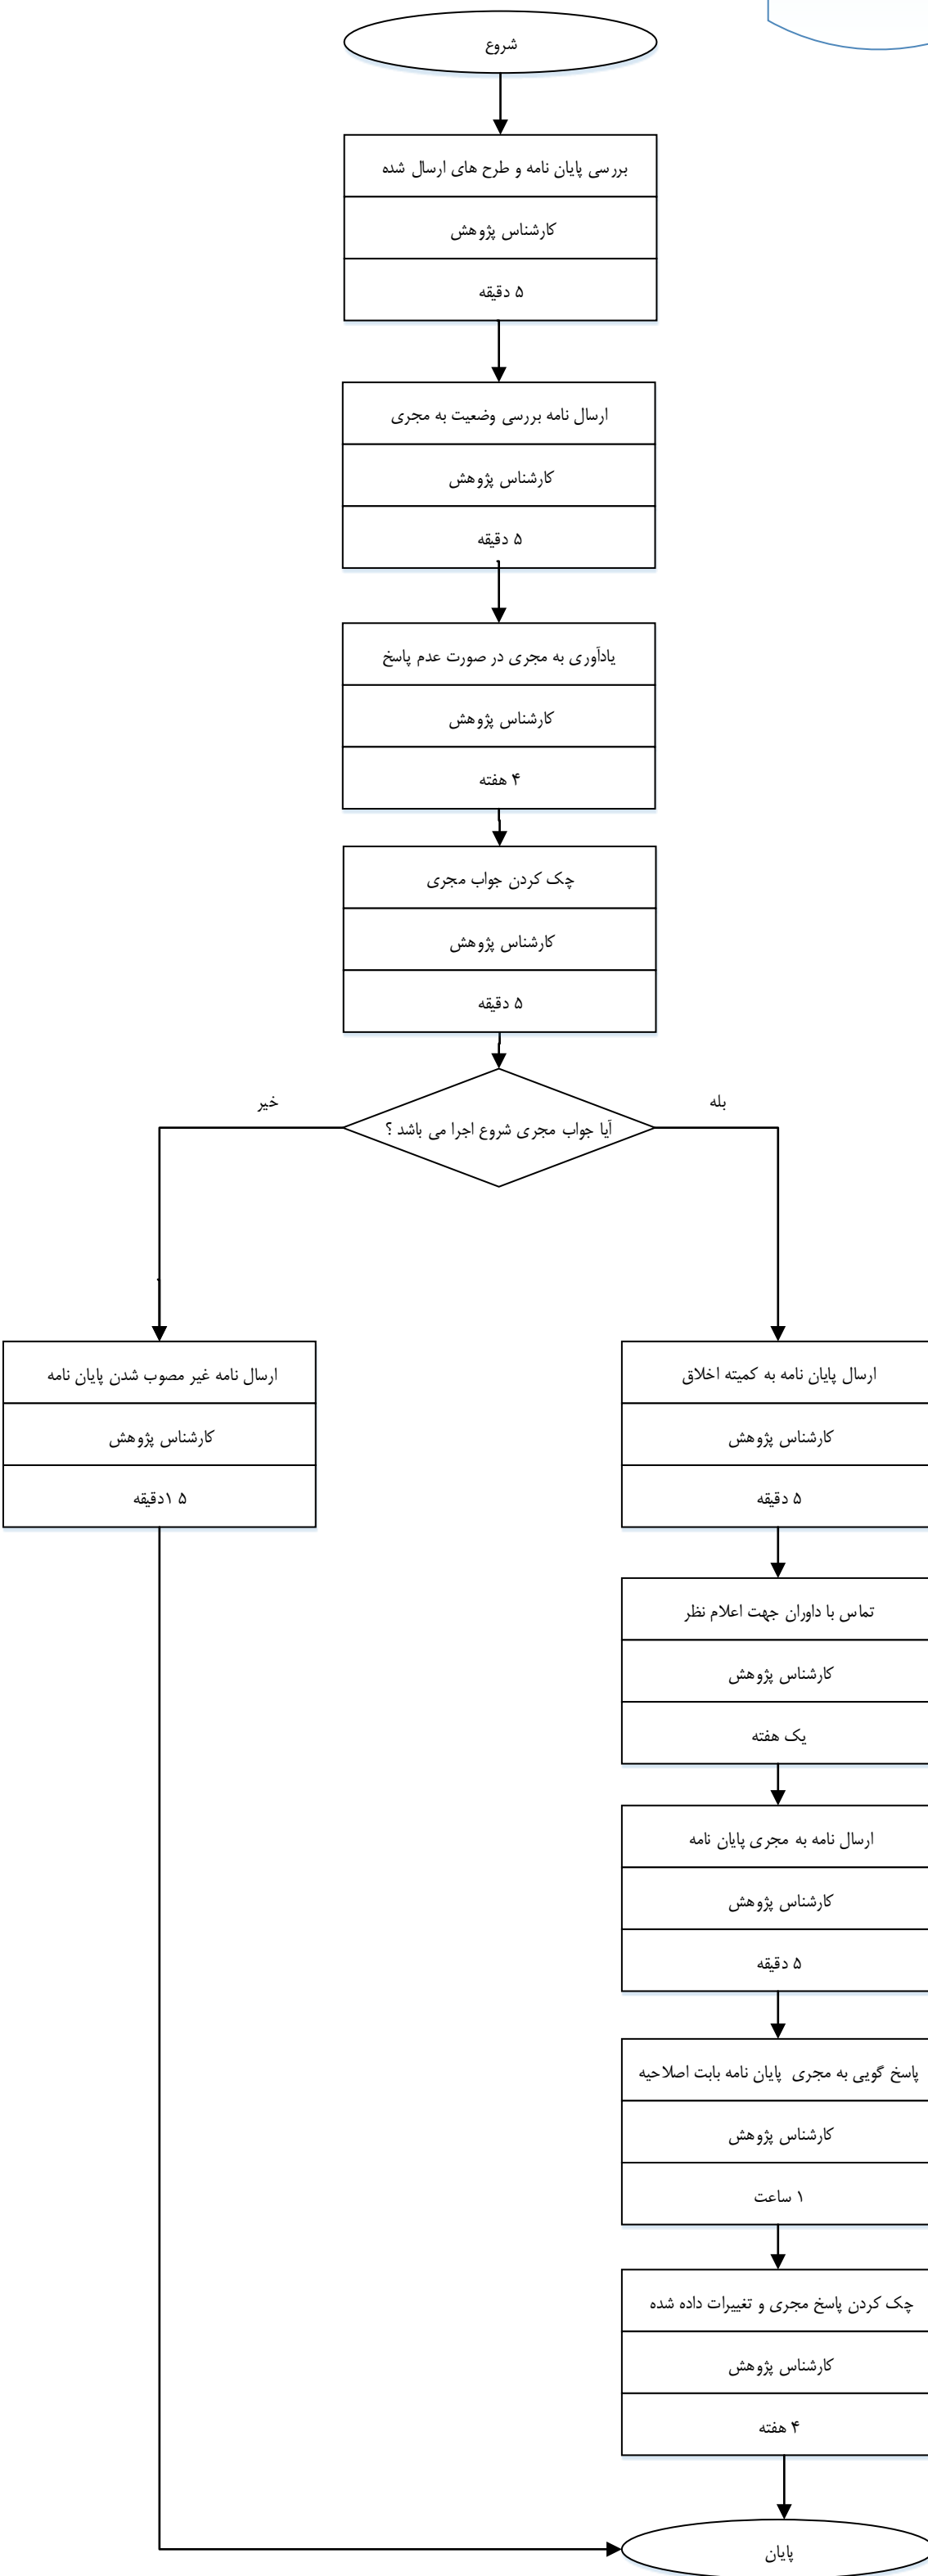 شروع
بررسی پایان نامه و طرح های ارسال شده
کارشناس پژوهش
۵ دقیقه
ارسال نامه بررسی وضعیت به مجری
کارشناس پژوهش
۵ دقیقه
یادآوری به مجری در صورت عدم پاسخ
کارشناس پژوهش
۴ هفته
چک کردن جواب مجری
کارشناس پژوهش
۵ دقیقه
آیا جواب مجری شروع اجرا می باشد ؟
بله
خیر
ارسال پایان نامه به کمیته اخلاق
کارشناس پژوهش
۵ دقیقه
تماس با داوران جهت اعلام نظر
کارشناس پژوهش
یک هفته
ارسال نامه به مجری پایان نامه
کارشناس پژوهش
۵ دقیقه
پاسخ گویی به مجری پایان نامه بابت اصلاحیه
کارشناس پژوهش
۱ ساعت
چک کردن پاسخ مجری و تغییرات داده شده
کارشناس پژوهش
۴ هفته
ارسال نامه غیر مصوب شدن پایان نامه
کارشناس پژوهش
۱۵دقیقه
پایان